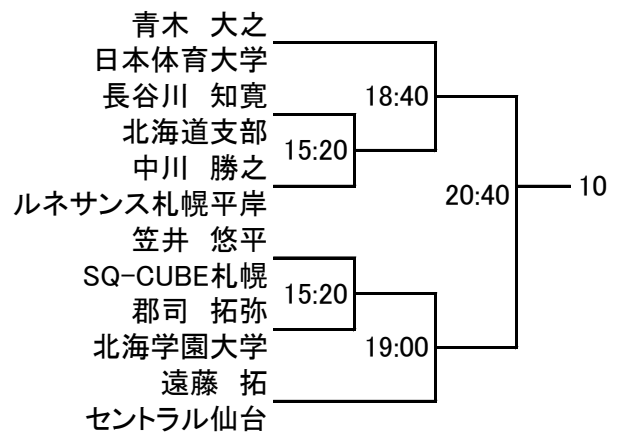 青木　大之
日本体育大学
長谷川　知寛
18:40
北海道支部
15:20
中川　勝之
20:40
10
ルネサンス札幌平岸
笠井　悠平
SQ-CUBE札幌
15:20
郡司　拓弥
北海学園大学
19:00
遠藤　拓
セントラル仙台